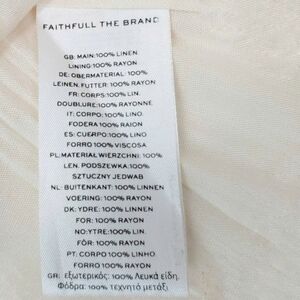 FAITHFULL THE BRAND
GB: MAIN:100% LINEN
LINING:100% RAYON
DE: OBERMATERIAL: 100%
LEINEN, FUTTER: 100% RAYON
FR: CORPS:100% LIN.
DOUBLURE:100% RAYONNE
IT: CORPO:100% LINO
FODERA 100% RAION
ES: CUERPO:100% LINO
FORRO 100% VISCOSA
PL: MATERIAL WIERZCHNI: 100%
LEN. PODSZEWKA:100%
SZTUCZNY JEDWAB
NL: BUITENKANT: 100% LINNEN
VOERING: 100% RAYON
DK: YDRE: 100% LINNEN
FOR: 100% RAYON
NO: YTRE:100% LIN.
FÔR: 100% RAYON
PT: CORPO 100% LINHO
FORRO 100% RAYON
GR: εξωτερικός: 100% Λευκά είδη.
Φόδρα: 100% τεχνητό μετάξι